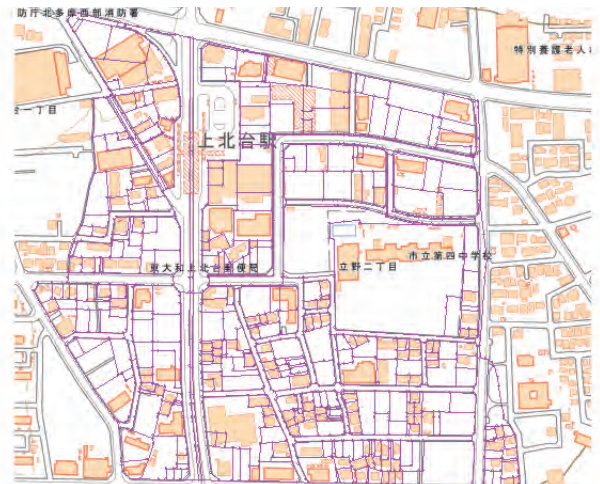 防庁北多摩西部消防署
特別養護老人
一丁目
上北台駅
市立第四中学校
東大和上北台郵便局
立野二丁目